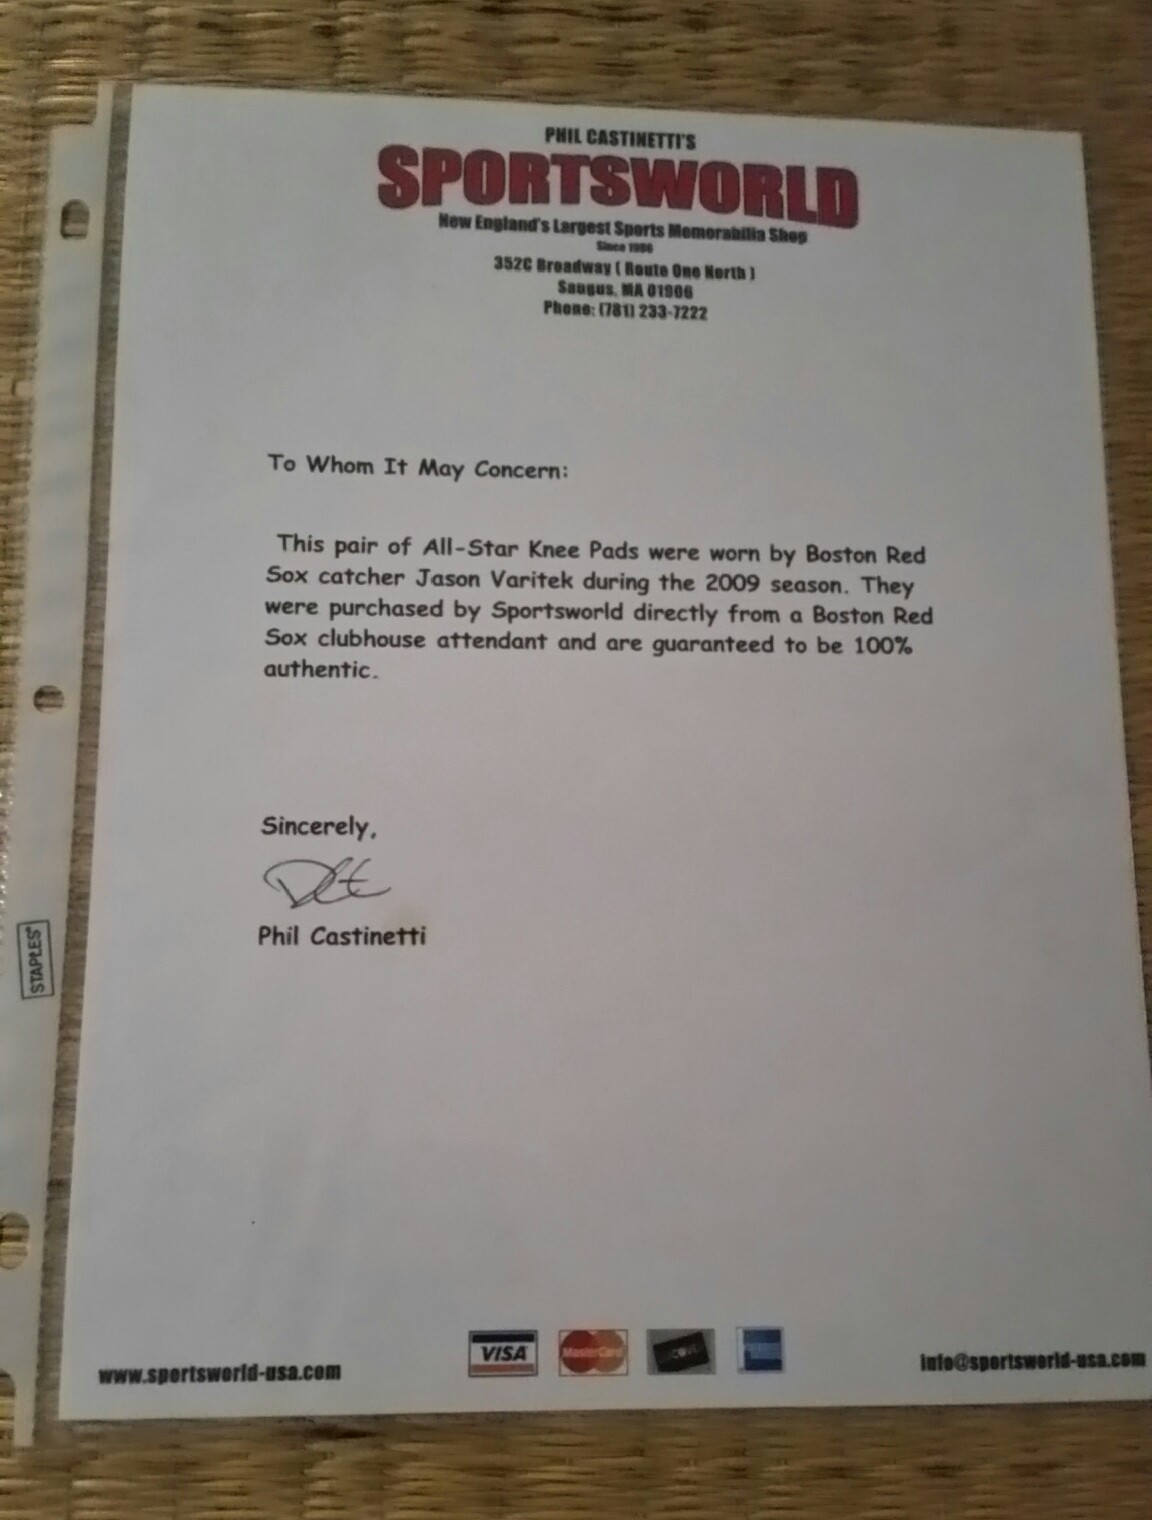 PHIL CASTINETTI'S
SPORTSWORLD
New England's Largest Sports Memorabilia Shop
Since 1986
352C Broadway ( Route One North )
Saugus, MA 01906
Phone: (781) 233-7222
To Whom It May Concern:
This pair of All-Star Knee Pads were worn by Boston Red
Sox catcher Jason Varitek during the 2009 season. They
were purchased by Sportsworld directly from a Boston Red
Sox clubhouse attendant and are guaranteed to be 100%
authentic.
Sincerely,
Phil Castinetti
STAPLES
VISA
MasterCard
www.sportsworld-usa.com
info@sportsworld-usa.com